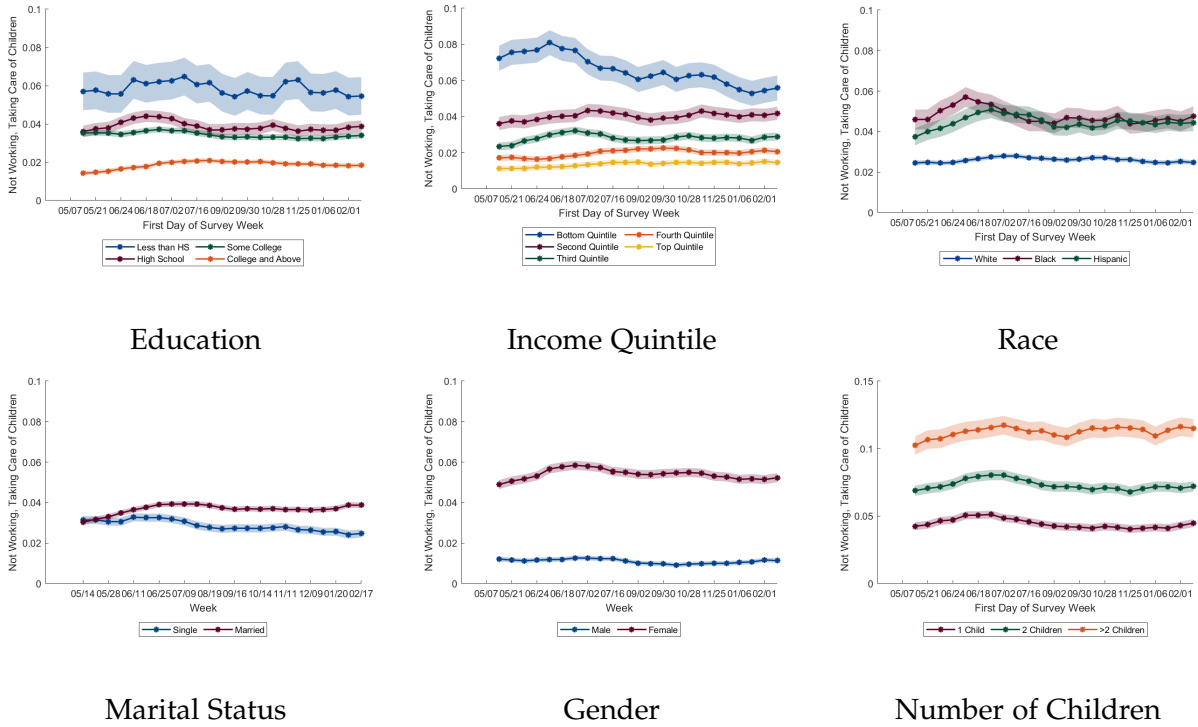 0.1
0.08
0.06
0.04
0.02
0
Not Working, Taking Care of Children
05/07 05/21 06/24 06/18 07/02 07/16 09/02 09/30 10/28 11/25 01/06 02/01
First Day of Survey Week
Less than HS Some College
High School College and Above
Education
0.1
0.08
0.06
0.04
0.02
0
Not Working, Taking Care of Children
05/07 05/21 06/24 06/18 07/02 07/16 09/02 09/30 10/28 11/25 01/06 02/01
First Day of Survey Week
Bottom Quintile Fourth Quintile
Second Quintile Top Quintile
Third Quintile
Income Quintile
0.1
0.08
0.06
0.04
0.02
0
Not Working, Taking Care of Children
05/07 05/21 06/24 06/18 07/02 07/16 09/02 09/30 10/28 11/25 01/06 02/01
First Day of Survey Week
White Black Hispanic
Race
0.1
0.08
0.06
0.04
0.02
0
Not Working, Taking Care of Children
05/14 05/28 06/11 06/25 07/09 08/19 09/16 10/14 11/11 12/09 01/20 02/17
Week
Single Married
Marital Status
0.1
0.08
0.06
0.04
0.02
0
Not Working, Taking Care of Children
05/07 05/21 06/24 06/18 07/02 07/16 09/02 09/30 10/28 11/25 01/06 02/01
Week
Male Female
Gender
0.15
0.1
0.05
0
Not Working, Taking Care of Children
05/07 05/21 06/24 06/18 07/02 07/16 09/02 09/30 10/28 11/25 01/06 02/01
First Day of Survey Week
1 Child 2 Children >2 Children
Number of Children